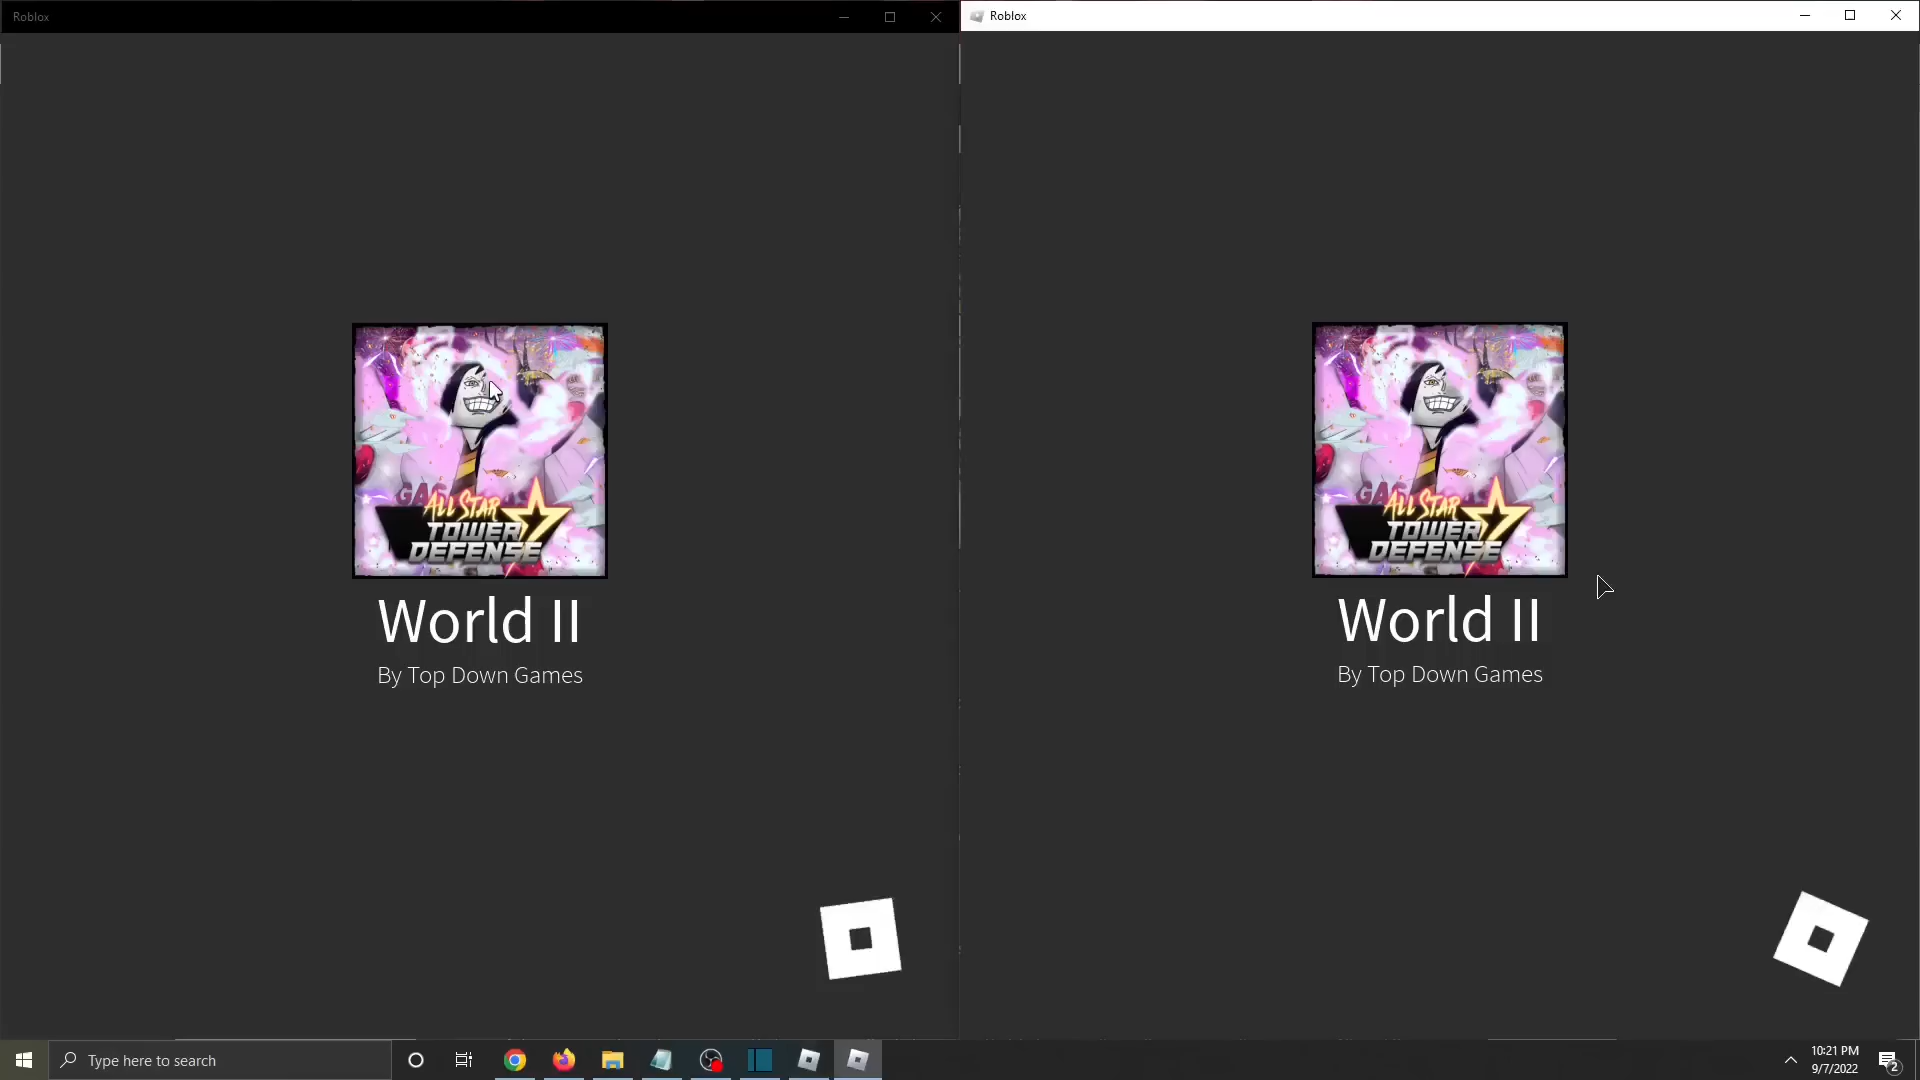 Roblox
Roblox
ALL STAR
TOWER
DEFENSE
World II
By Top Down Games
ALL STAR
TOWER
DEFENSE
World II
By Top Down Games
Type here to search
10:21 PM
9/7/2022
2